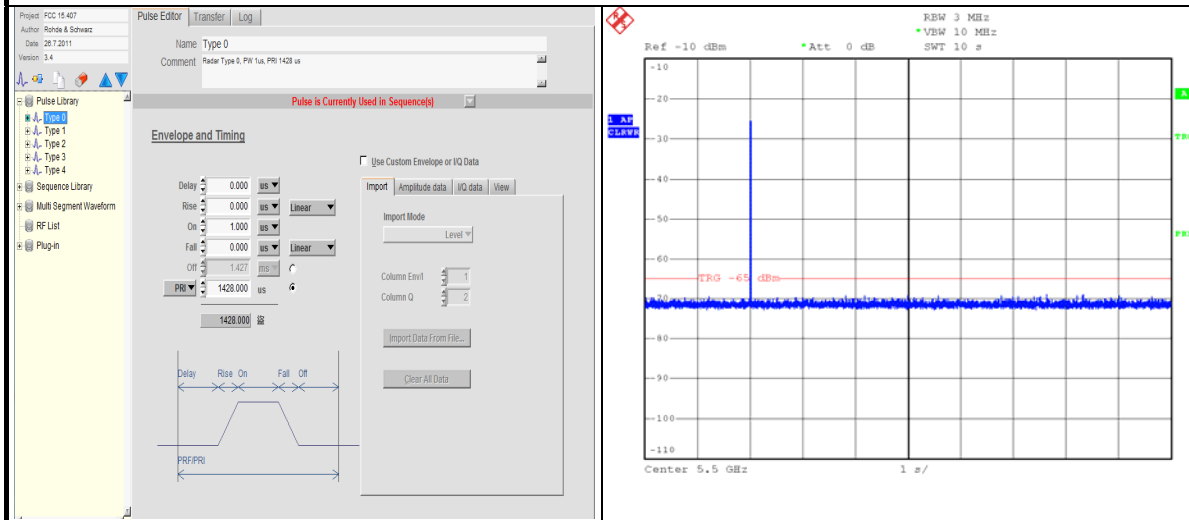 Project FCC 15.407
Author Rohde & Schwarz
Date 26.7.2011
Version 3.4
Pulse Library
Type 0
Type 1
Type 2
Type 3
Type 4
Sequence Library
Multi Segment Waveform
RF List
Plug-in
Pulse Editor Transfer Log
Name Type 0
Comment Radar Type 0, PW 1us, PRI 1428 us
Pulse is Currently Used in Sequence(s)
Envelope and Timing
Use Custom Envelope or I/Q Data
Delay 0.000 us
Rise 0.000 us Linear
On 1.000 us
Fall 0.000 us Linear
Off 1.427 ms
PRI 1428.000 us
1428.000
Import Amplitude data I/Q data View
Import Mode
Level
Column Env/I 1
Column Q 2
Import Data From File...
Clear All Data
Delay Rise On Fall Off
PRF/PRI
RBW 3 MHz
*VBW 10 MHz
Ref -10 dBm *Att 0 dB SWT 10 s
-10
-20
-30
-40
-50
-60
TRG -65 dBm
-70
-80
-90
-100
-110
1 AP
CLRWR
A
Center 5.5 GHz 1 s/